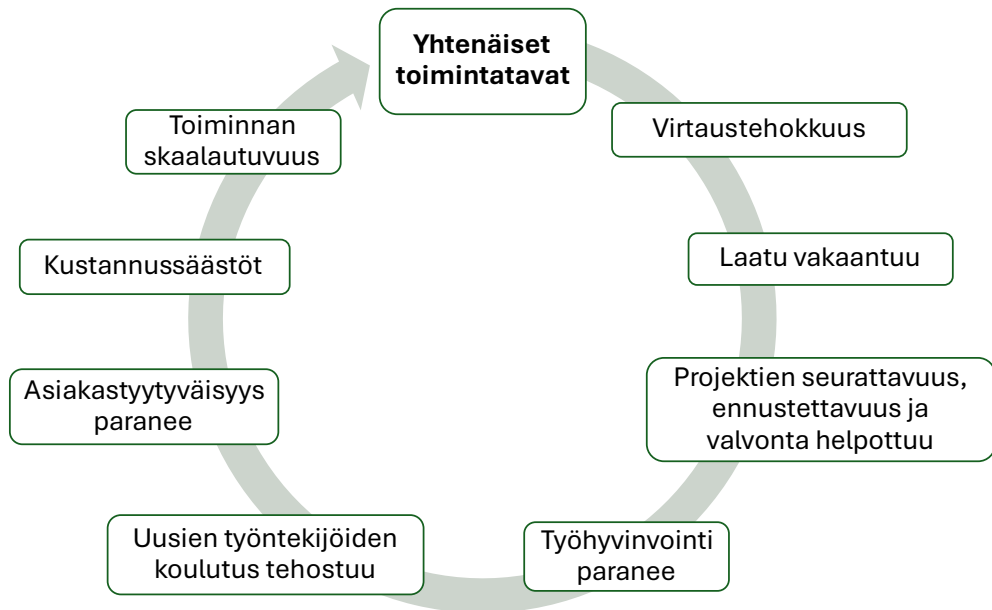 Yhtenäiset
toimintatavat
Virtaustehokkuus
Laatu vakaantuu
Projektien seurattavuus,
ennustettavuus ja
valvonta helpottuu
Työhyvinvointi
paranee
Uusien työntekijöiden
koulutus tehostuu
Asiakastyytyväisyys
paranee
Kustannussäästöt
Toiminnan
skaalautuvuus